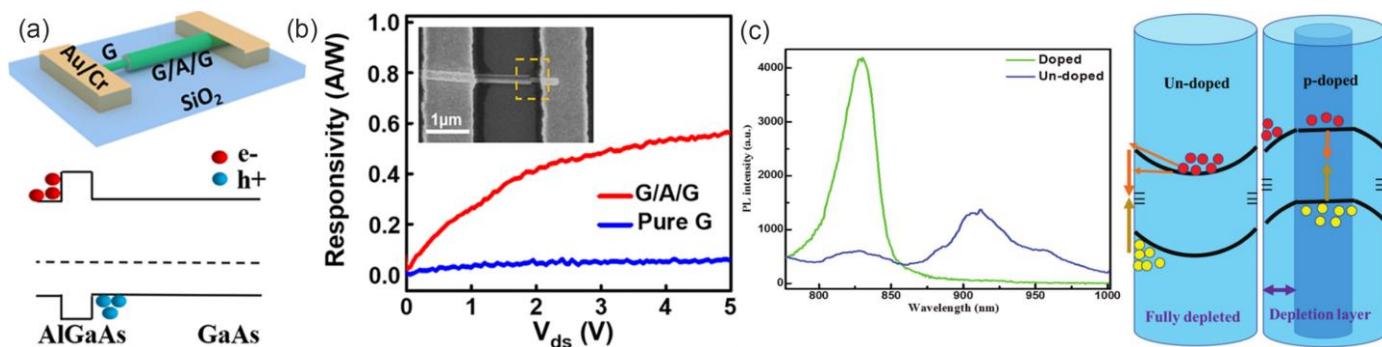 (a)
G
Au/Cr
G/A/G
SiO2
e-
h+
AlGaAs
GaAs
(b)
Responsivity (A/W)
1.0
0.8
0.6
0.4
0.2
0.0
1μm
G/A/G
Pure G
0 1 2 3 4 5
Vds (V)
(c)
PL intensity (a.u.)
4000
3000
2000
1000
0
Doped
Un-doped
800 850 900 950 1000
Wavelength (nm)
Un-doped
Fully depleted
p-doped
Depletion layer